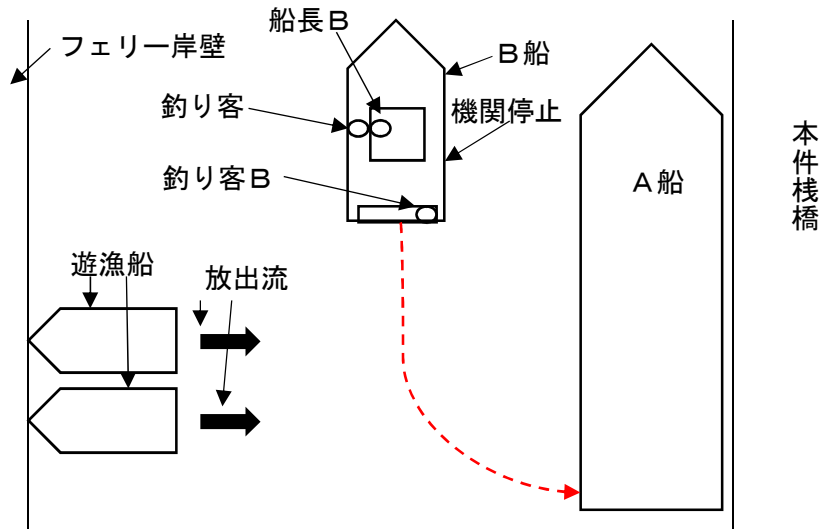 船長Ｂ
フェリー岸壁
Ｂ船
釣り客
機関停止
釣り客Ｂ
Ａ船
本件桟橋
遊漁船
放出流